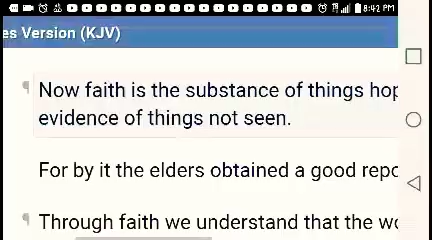 8:42 PM
es Version (KJV)
¶ Now faith is the substance of things hop
evidence of things not seen.
For by it the elders obtained a good repo
¶ Through faith we understand that the wo